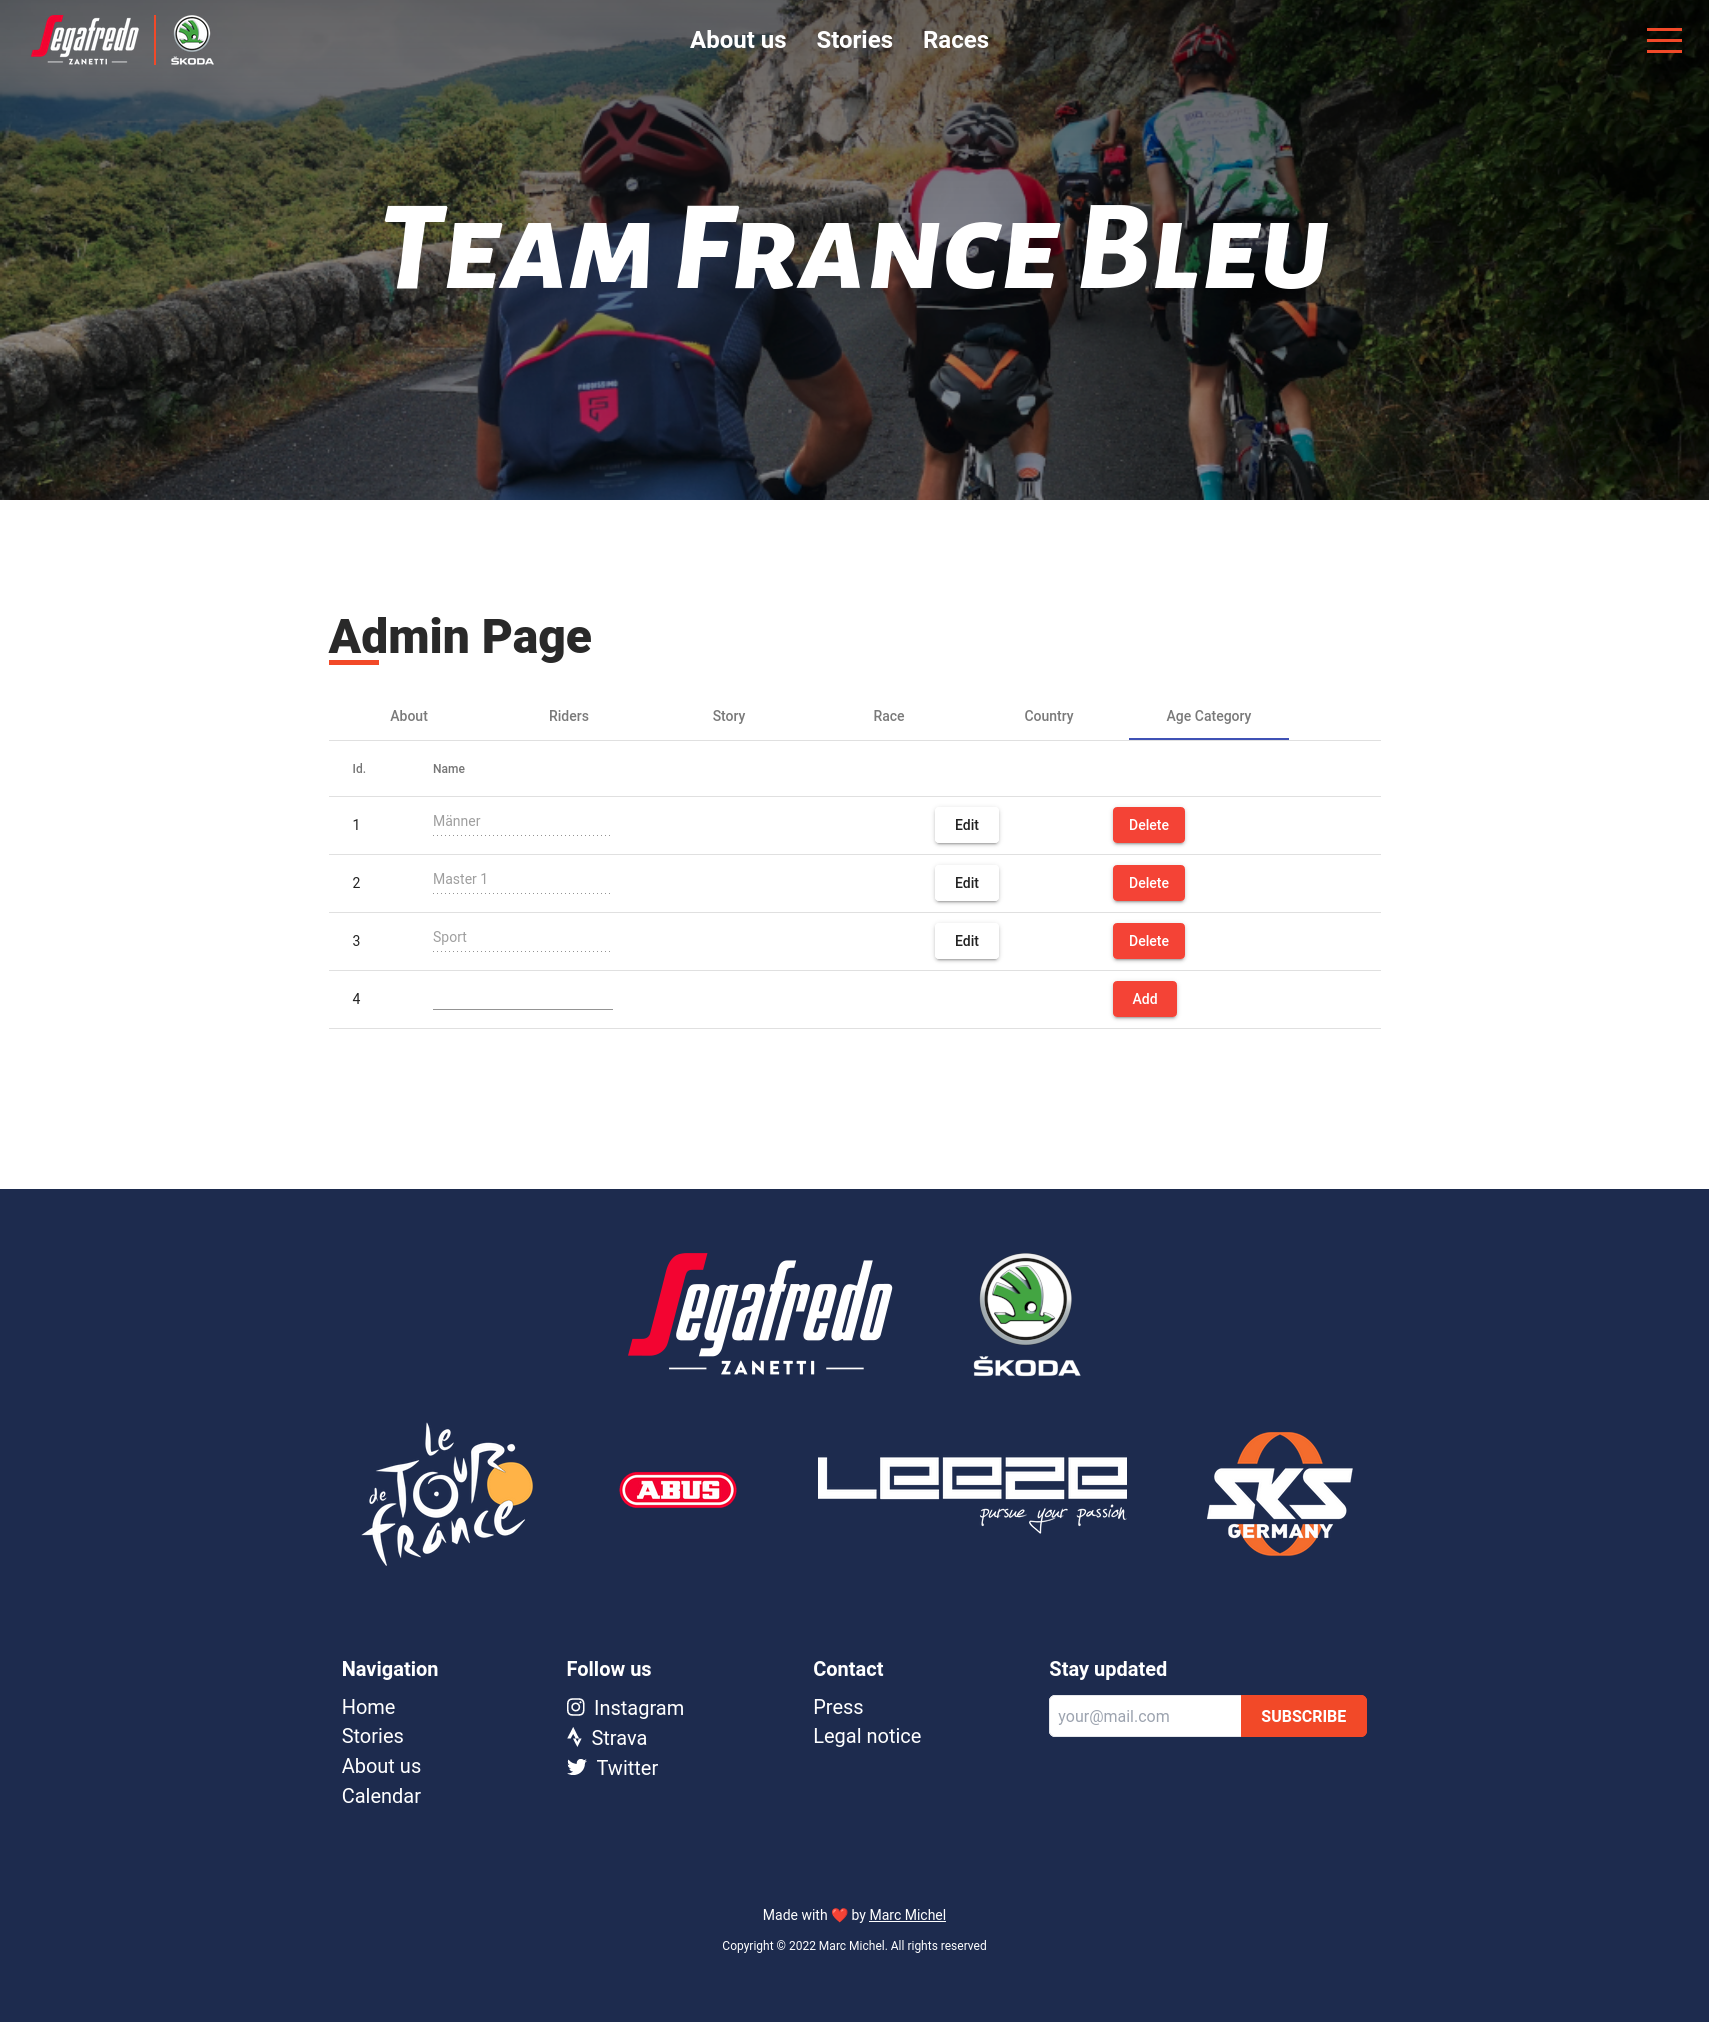 Segafredo
ZANETTI
ŠKODA
About us Stories Races
Team France Bleu
Admin Page
About Riders Story Race Country Age Category
Id. Name
1 Männer Edit Delete
2 Master 1 Edit Delete
3 Sport Edit Delete
4 Add
Segafredo
ZANETTI
ŠKODA
Le
Tour
de
france
ABUS
Leeze
pursue your passion
SKS
GERMANY
Navigation
Home
Stories
About us
Calendar
Follow us
Instagram
Strava
Twitter
Contact
Press
Legal notice
Stay updated
your@mail.com SUBSCRIBE
Made with ❤️ by Marc Michel
Copyright © 2022 Marc Michel. All rights reserved